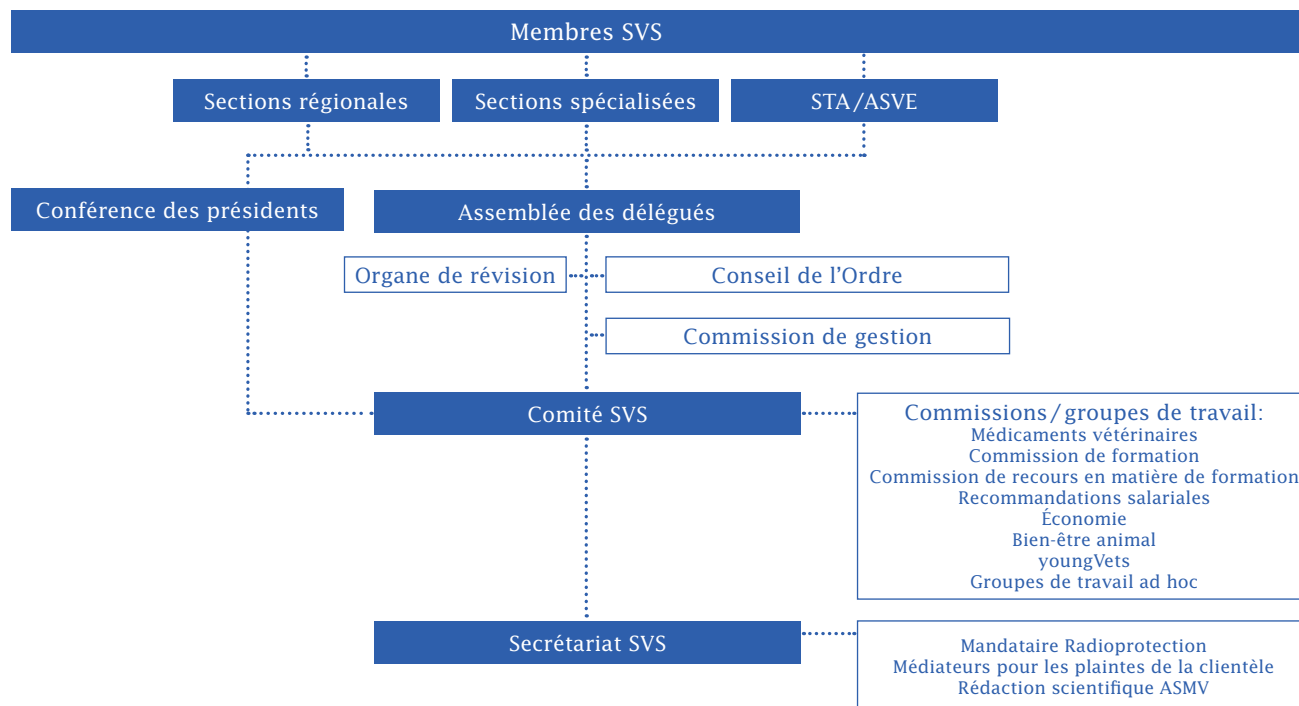 Membres SVS
Sections régionales
Sections spécialisées
STA/ASVE
Conférence des présidents
Assemblée des délégués
Organe de révision
Conseil de l'Ordre
Commission de gestion
Comité SVS
Commissions/groupes de travail:
Médicaments vétérinaires
Commission de formation
Commission de recours en matière de formation
Recommandations salariales
Économie
Bien-être animal
youngVets
Groupes de travail ad hoc
Secrétariat SVS
Mandataire Radioprotection
Médiateurs pour les plaintes de la clientèle
Rédaction scientifique ASMV